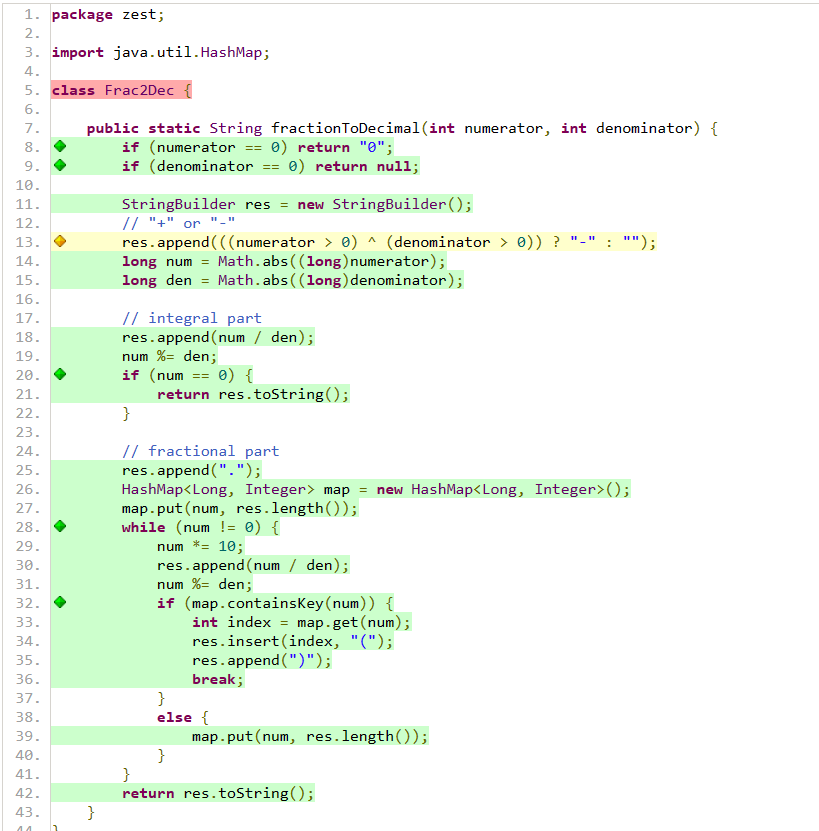 1. package zest;
2.
3. import java.util.HashMap;
4.
5. class Frac2Dec {
6.
7.     public static String fractionToDecimal(int numerator, int denominator) {
8.         if (numerator == 0) return "0";
9.         if (denominator == 0) return null;
10.
11.         StringBuilder res = new StringBuilder();
12.         // "+" or "-"
13.         res.append(((numerator > 0) ^ (denominator > 0)) ? "-" : "");
14.         long num = Math.abs((long)numerator);
15.         long den = Math.abs((long)denominator);
16.
17.         // integral part
18.         res.append(num / den);
19.         num %= den;
20.         if (num == 0) {
21.             return res.toString();
22.         }
23.
24.         // fractional part
25.         res.append(".");
26.         HashMap<Long, Integer> map = new HashMap<Long, Integer>();
27.         map.put(num, res.length());
28.         while (num != 0) {
29.             num *= 10;
30.             res.append(num / den);
31.             num %= den;
32.             if (map.containsKey(num)) {
33.                 int index = map.get(num);
34.                 res.insert(index, "(");
35.                 res.append(")");
36.                 break;
37.             }
38.             else {
39.                 map.put(num, res.length());
40.             }
41.         }
42.         return res.toString();
43.     }
44. }